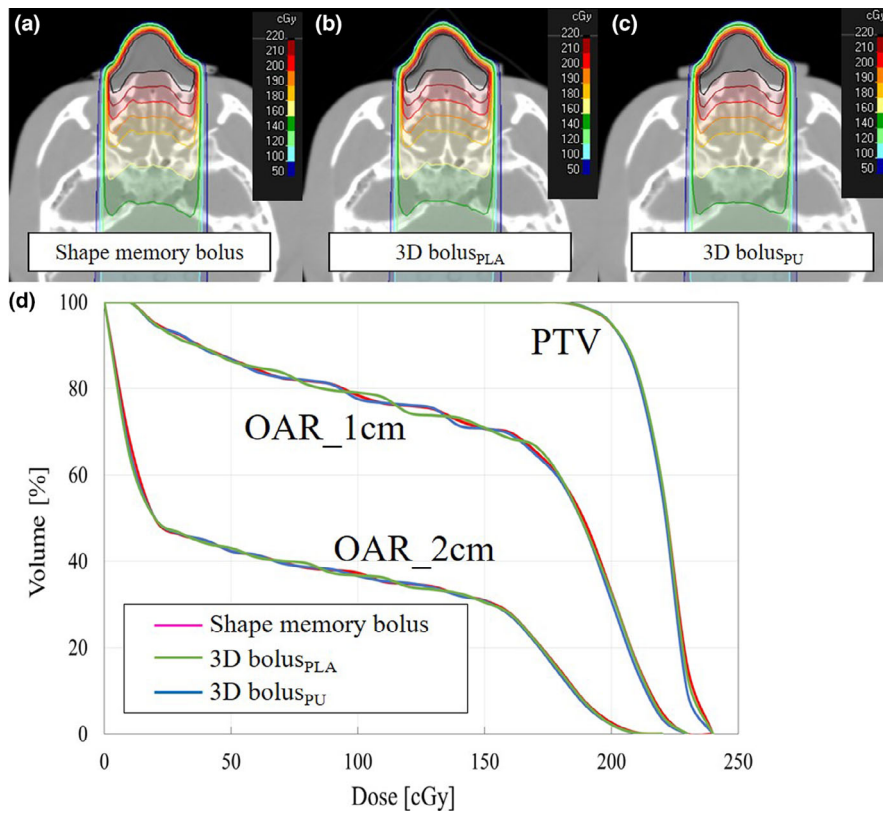 (a)
cGy
220
210
200
190
180
160
140
100
50
Shape memory bolus
(b)
cGy
220
210
200
190
180
160
140
100
50
3D bolusPLA
(c)
cGy
220
210
200
190
180
160
140
100
50
3D bolusPU
(d)
100
80
60
40
20
0
Volume [%]
PTV
OAR_1cm
OAR_2cm
Shape memory bolus
3D bolusPLA
3D bolusPU
0
50
100
150
200
250
Dose [cGy]